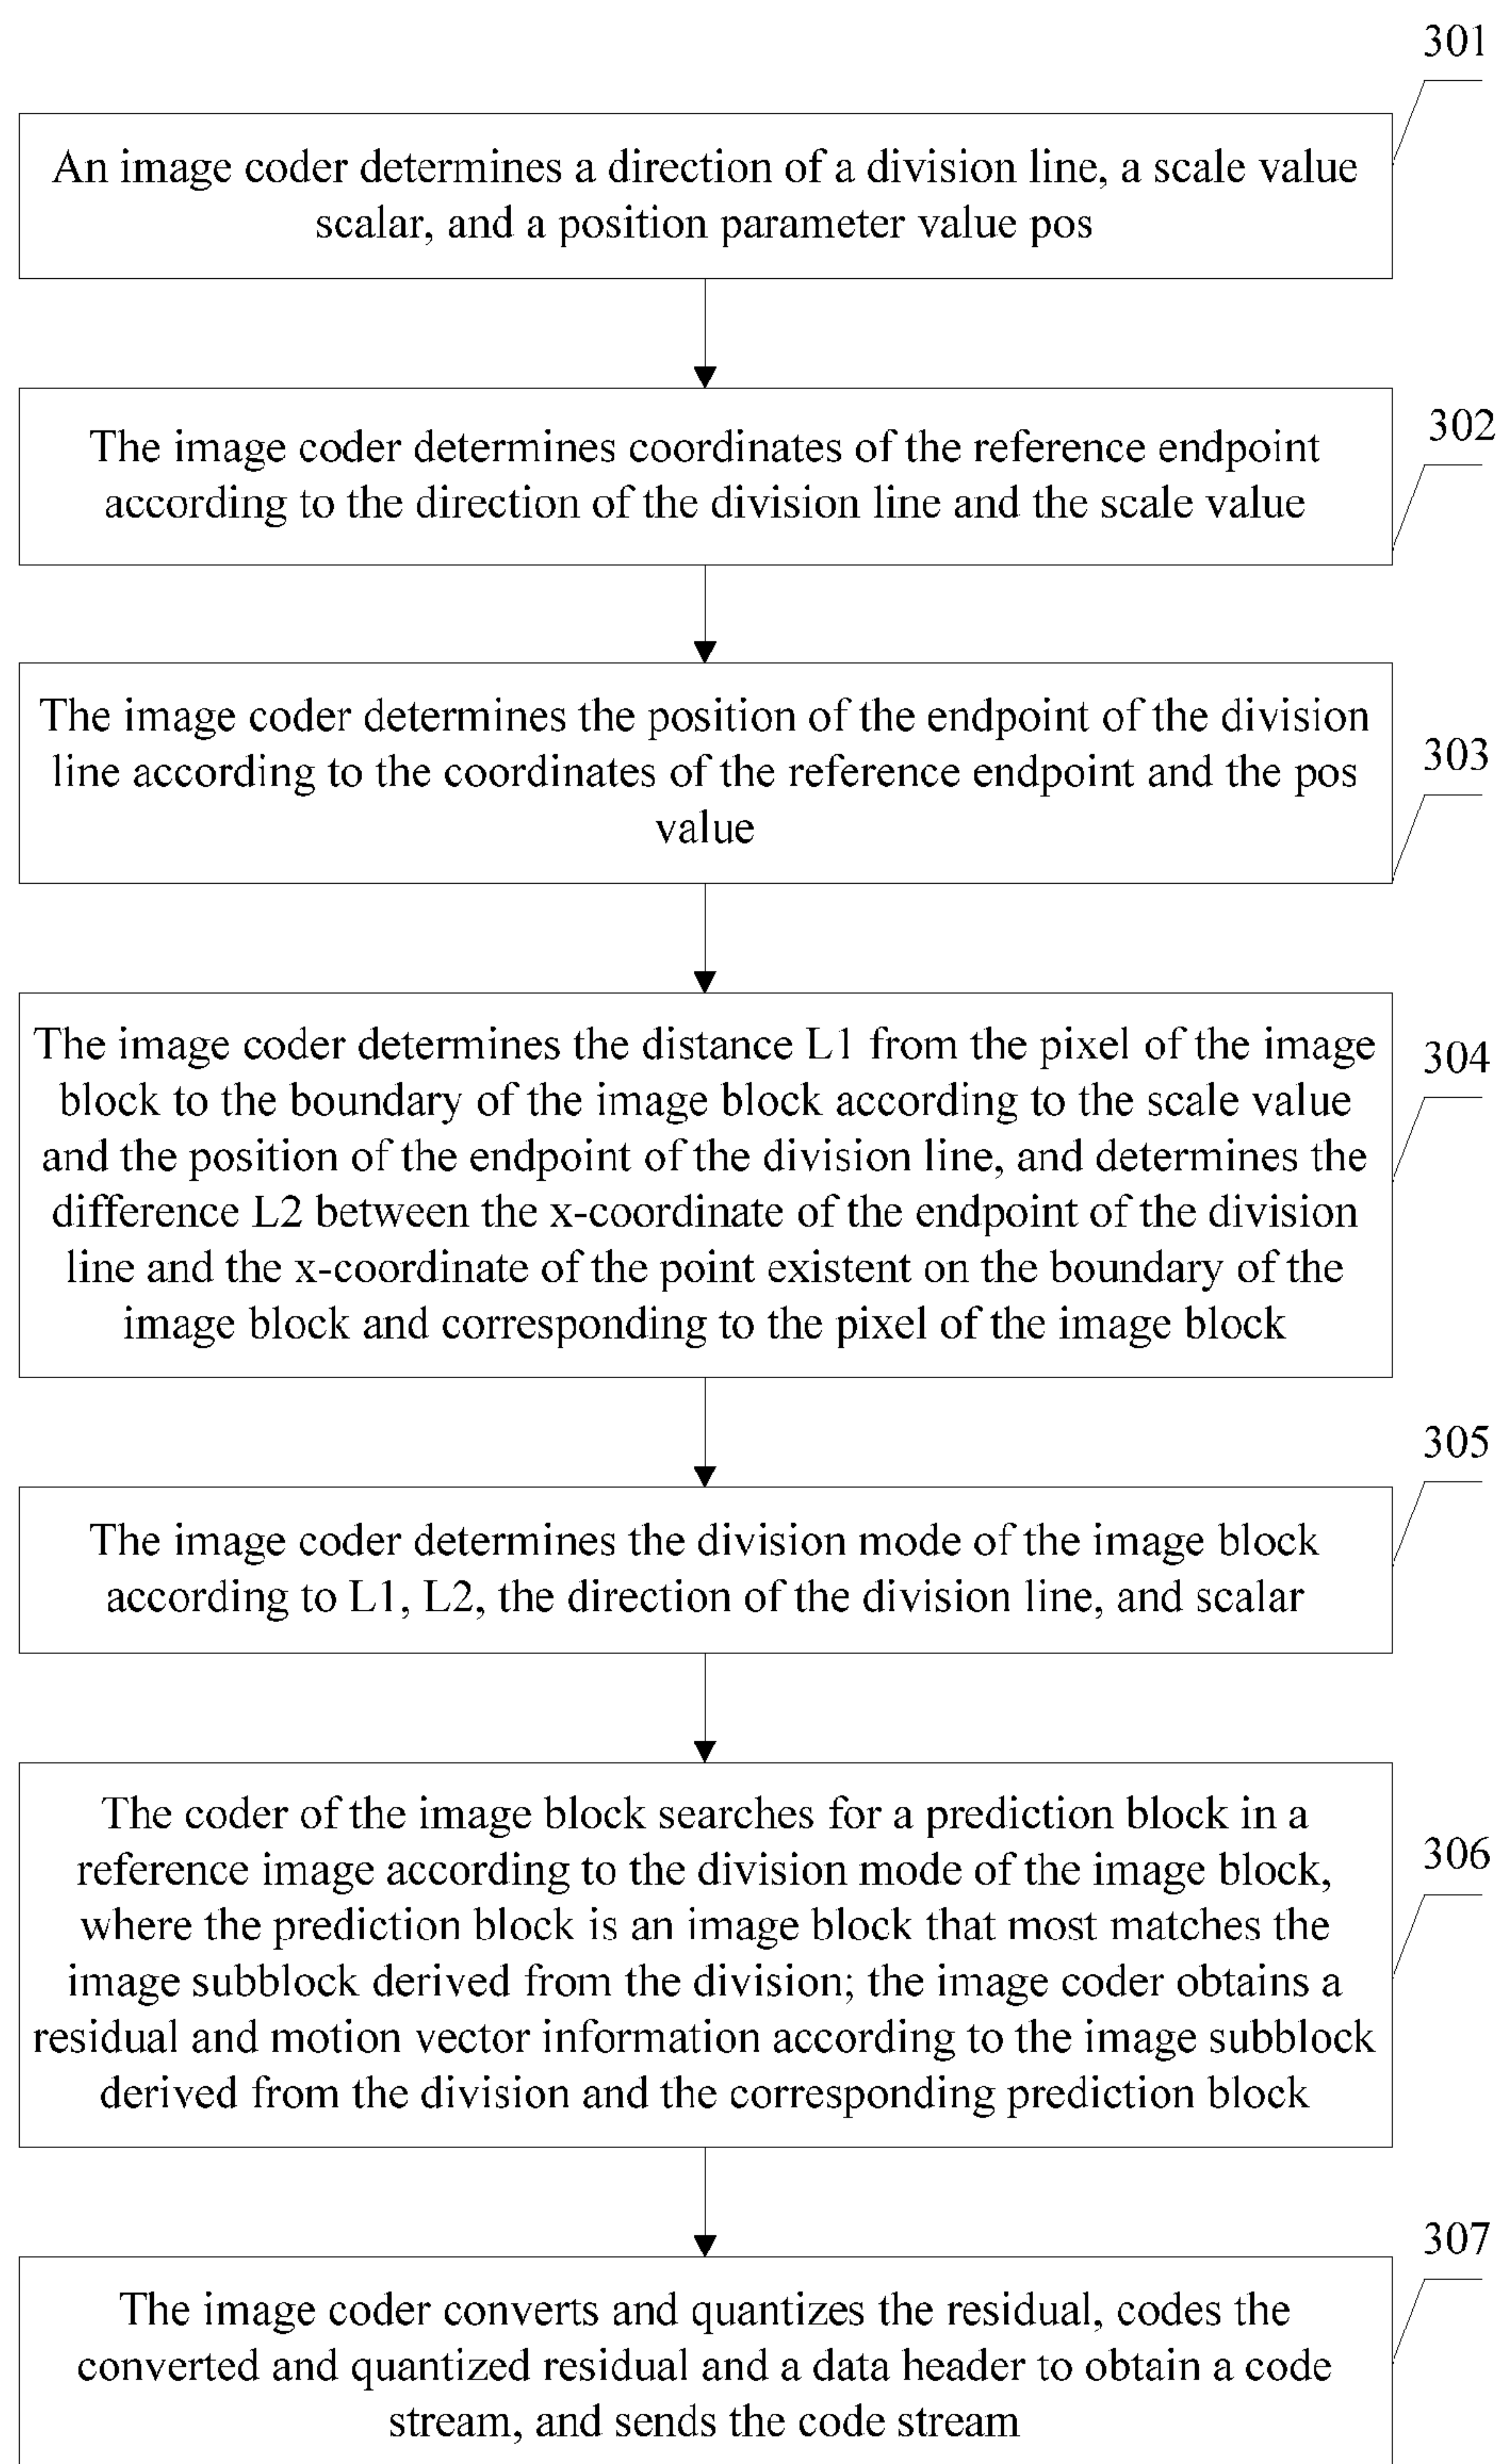 301
An image coder determines a direction of a division line, a scale value
scalar, and a position parameter value pos
302
The image coder determines coordinates of the reference endpoint
according to the direction of the division line and the scale value
303
The image coder determines the position of the endpoint of the division
line according to the coordinates of the reference endpoint and the pos
value
304
The image coder determines the distance L1 from the pixel of the image
block to the boundary of the image block according to the scale value
and the position of the endpoint of the division line, and determines the
difference L2 between the x-coordinate of the endpoint of the division
line and the x-coordinate of the point existent on the boundary of the
image block and corresponding to the pixel of the image block
305
The image coder determines the division mode of the image block
according to L1, L2, the direction of the division line, and scalar
306
The coder of the image block searches for a prediction block in a
reference image according to the division mode of the image block,
where the prediction block is an image block that most matches the
image subblock derived from the division; the image coder obtains a
residual and motion vector information according to the image subblock
derived from the division and the corresponding prediction block
307
The image coder converts and quantizes the residual, codes the
converted and quantized residual and a data header to obtain a code
stream, and sends the code stream